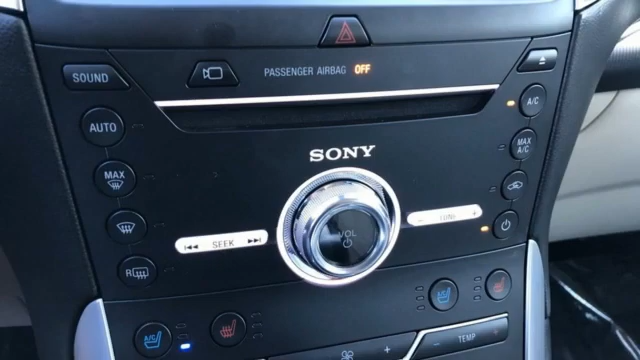 SOUND
PASSENGER AIRBAG OFF
A/C
AUTO
MAX A/C
MAX
SONY
VOL
SEEK
- TUNE +
R
A/C
A/C
TEMP